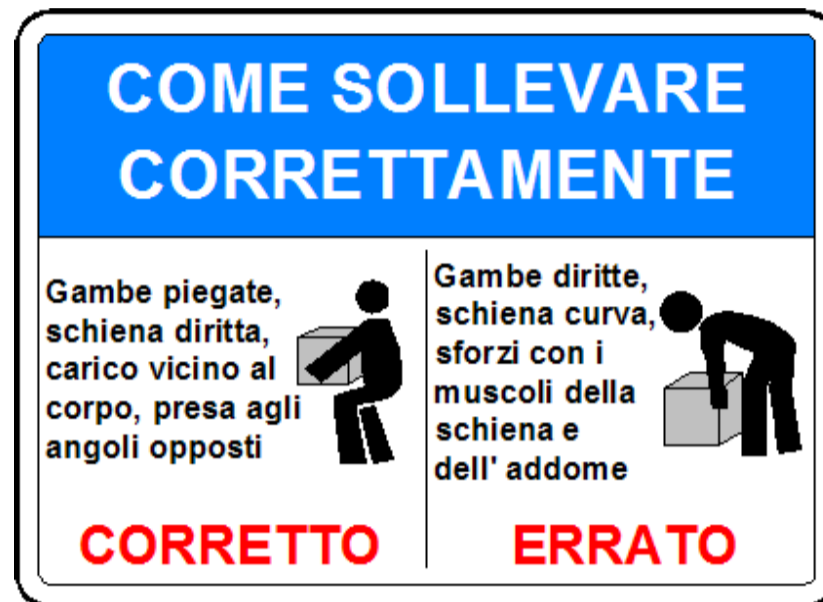 COME SOLLEVARE
CORRETTAMENTE
Gambe piegate,
schiena diritta,
carico vicino al
corpo, presa agli
angoli opposti
CORRETTO
Gambe diritte,
schiena curva,
sforzi con i
muscoli della
schiena e
dell' addome
ERRATO